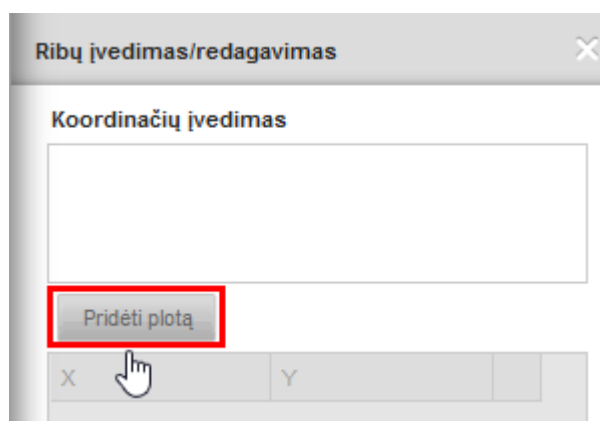 Ribų įvedimas/redagavimas
Koordinačių įvedimas
Pridėti plotą
X Y